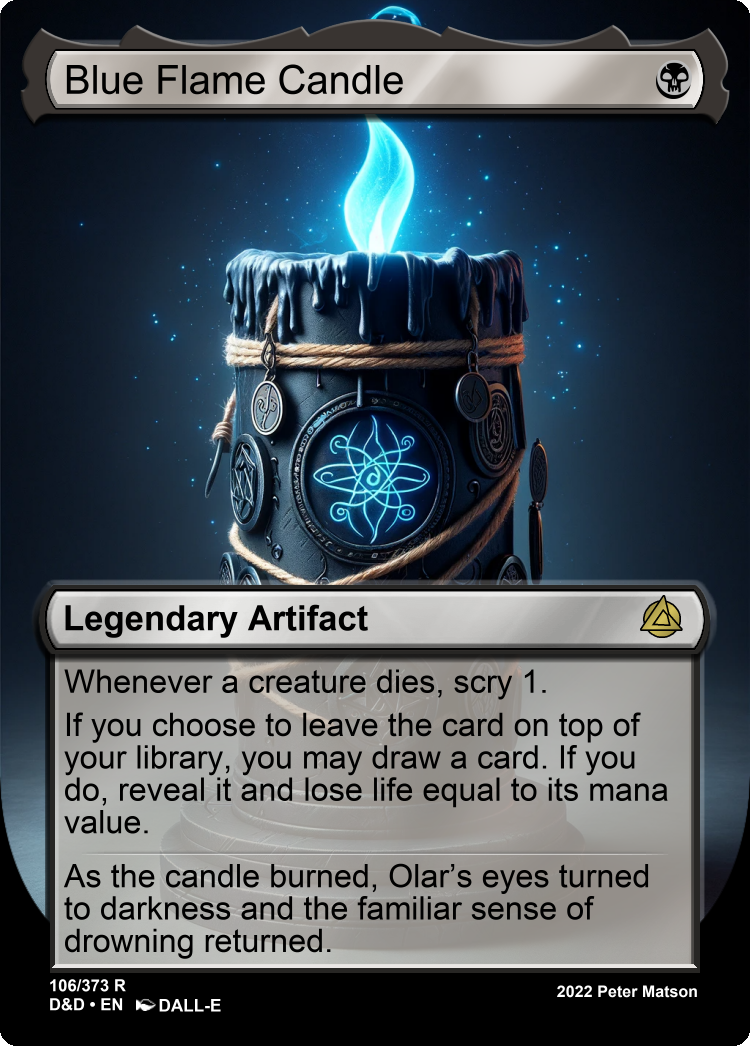 Blue Flame Candle
Legendary Artifact
Whenever a creature dies, scry 1.
If you choose to leave the card on top of
your library, you may draw a card. If you
do, reveal it and lose life equal to its mana
value.
As the candle burned, Olar’s eyes turned
to darkness and the familiar sense of
drowning returned.
106/373 R
D&D • EN DALL-E
2022 Peter Matson